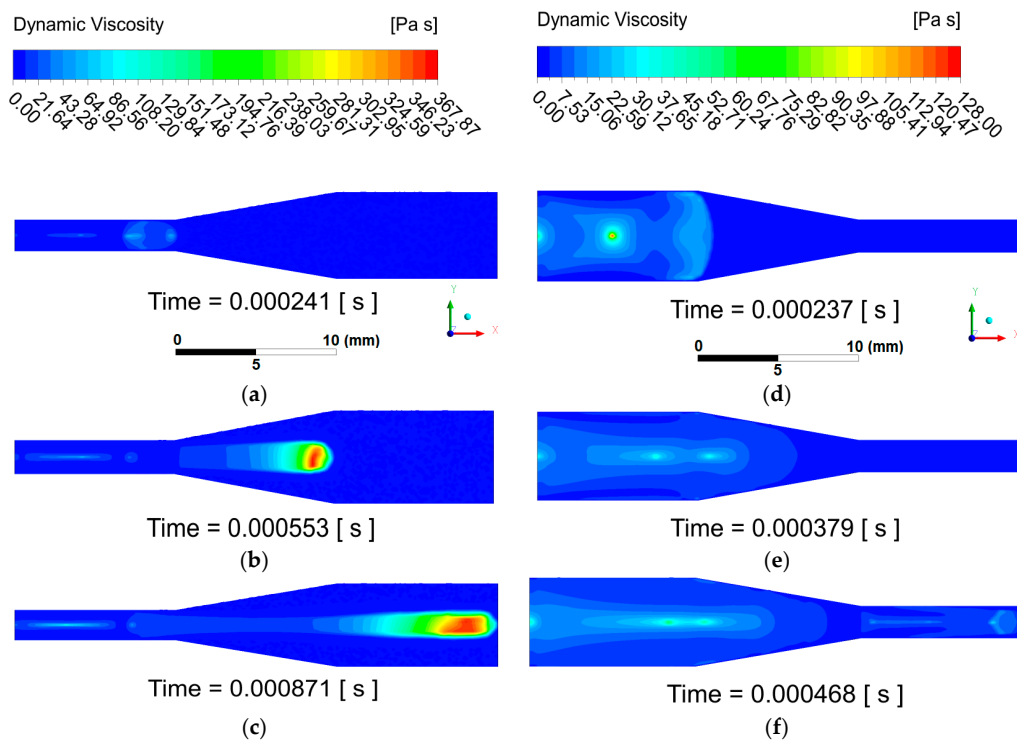 Dynamic Viscosity [Pa s]
0.00 21.64 43.28 64.92 86.56 108.20 129.84 151.48 173.12 194.76 216.39 238.03 259.67 281.31 302.95 324.59 346.23 367.87
Time = 0.000241 [ s ]
Y
X
Z
0 10 (mm)
5
(a)
Time = 0.000553 [ s ]
(b)
Time = 0.000871 [ s ]
(c)
Dynamic Viscosity [Pa s]
0.00 7.53 15.06 22.59 30.12 37.65 45.18 52.71 60.24 67.76 75.29 82.82 90.35 97.88 105.41 112.94 120.47 128.00
Time = 0.000237 [ s ]
Y
X
Z
0 10 (mm)
5
(d)
Time = 0.000379 [ s ]
(e)
Time = 0.000468 [ s ]
(f)